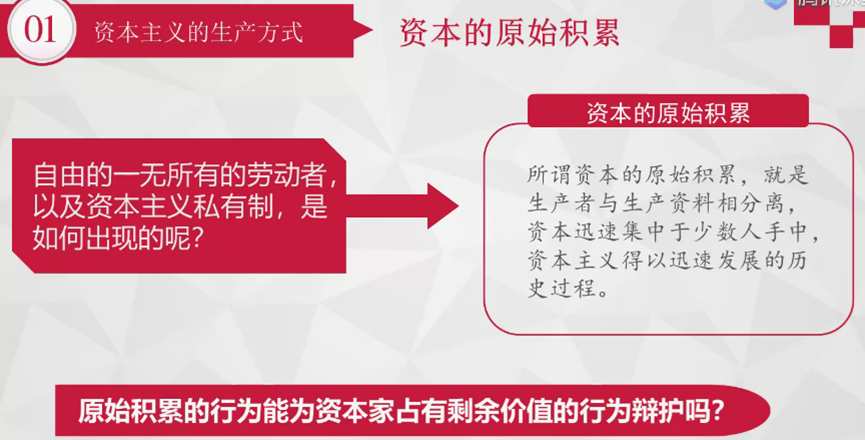 01
资本主义的生产方式
资本的原始积累
资本的原始积累
自由的一无所有的劳动者，
以及资本主义私有制，是
如何出现的呢？
所谓资本的原始积累，就是
生产者与生产资料相分离，
资本迅速集中于少数人手中，
资本主义得以迅速发展的历
史过程。
原始积累的行为能为资本家占有剩余价值的行为辩护吗？